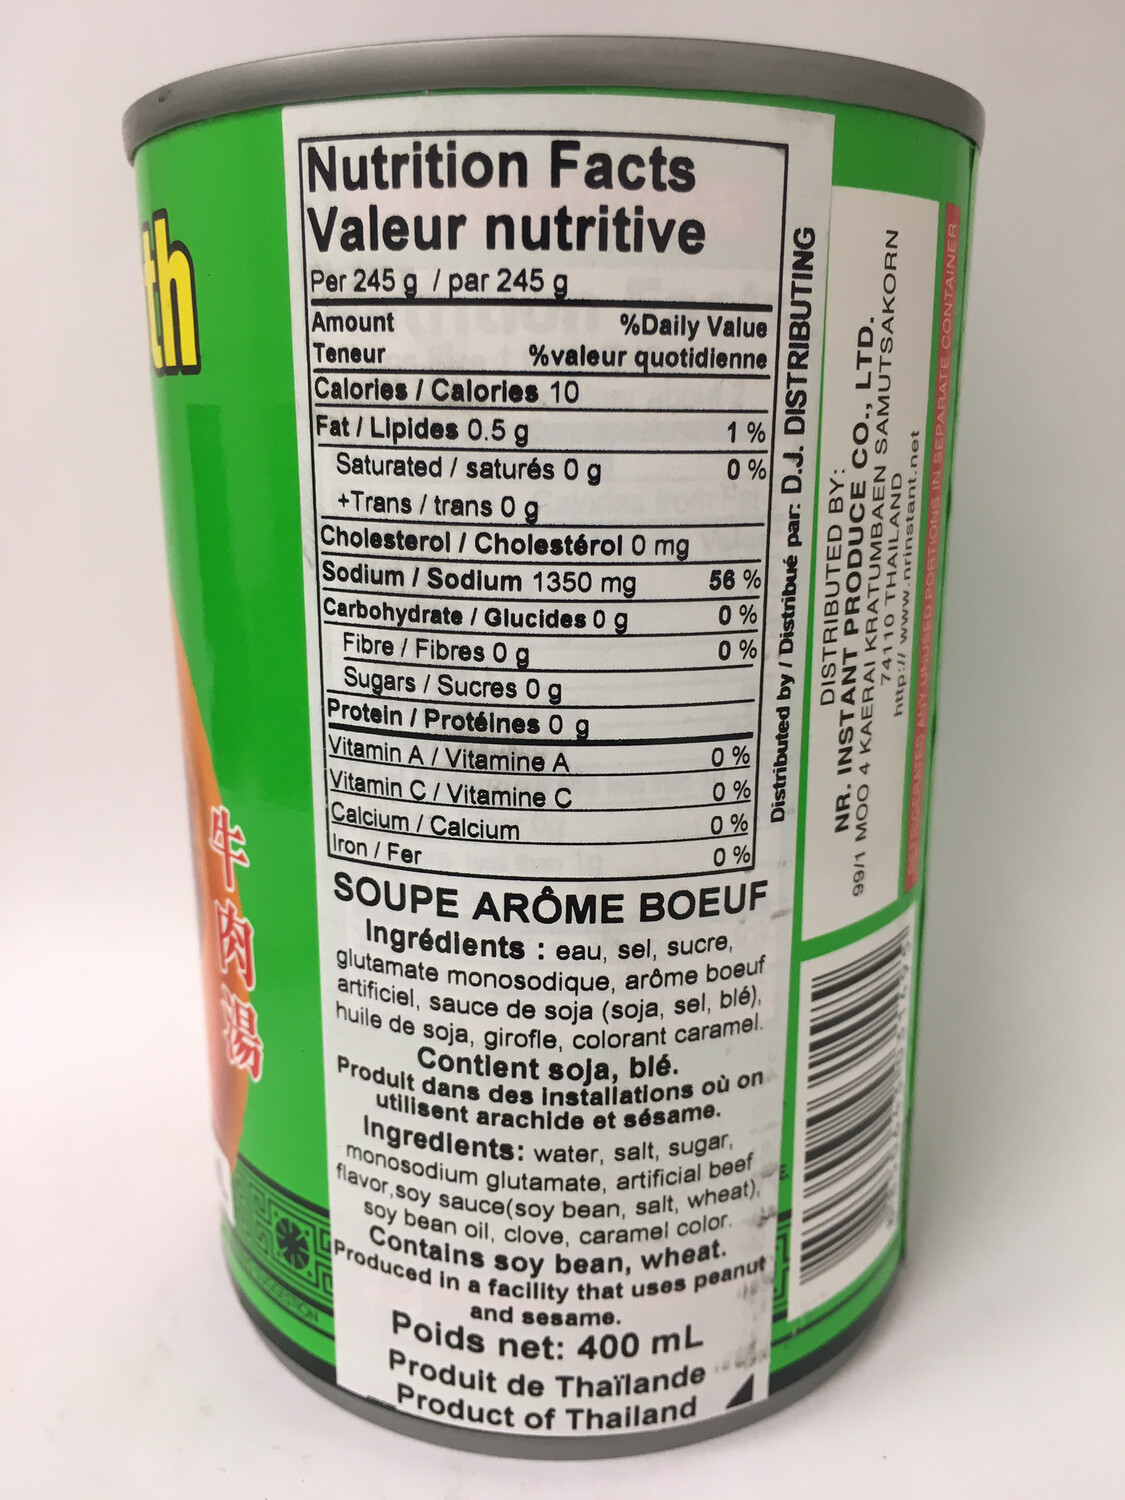 th
牛肉湯
Nutrition Facts
Valeur nutritive
Per 245 g / par 245 g
Amount %Daily Value
Teneur %valeur quotidienne
Calories / Calories 10
Fat / Lipides 0.5 g 1 %
Saturated / saturés 0 g 0 %
+Trans / trans 0 g
Cholesterol / Cholestérol 0 mg
Sodium / Sodium 1350 mg 56 %
Carbohydrate / Glucides 0 g 0 %
Fibre / Fibres 0 g 0 %
Sugars / Sucres 0 g
Protein / Protéines 0 g
Vitamin A / Vitamine A 0 %
Vitamin C / Vitamine C 0 %
Calcium / Calcium 0 %
Iron / Fer 0 %
SOUPE ARÔME BOEUF
Ingrédients : eau, sel, sucre,
glutamate monosodique, arôme boeuf
artificiel, sauce de soja (soja, sel, blé),
huile de soja, girofle, colorant caramel.
Contient soja, blé.
Produit dans des installations où on
utilisent arachide et sésame.
Ingredients: water, salt, sugar,
monosodium glutamate, artificial beef
flavor,soy sauce(soy bean, salt, wheat),
soy bean oil, clove, caramel color.
Contains soy bean, wheat.
Produced in a facility that uses peanut
and sesame.
Poids net: 400 mL
Produit de Thaïlande
Product of Thailand
Distributed by / Distribué par: D.J. DISTRIBUTING
DISTRIBUTED BY:
NR. INSTANT PRODUCE CO., LTD.
99/1 MOO 4 KAERAI KRATUMBAEN SAMUTSAKORN
74110 THAILAND
http:// www.nrinstant.net
ANY UNUSED PORTIONS IN SEPARATE CONTAINER